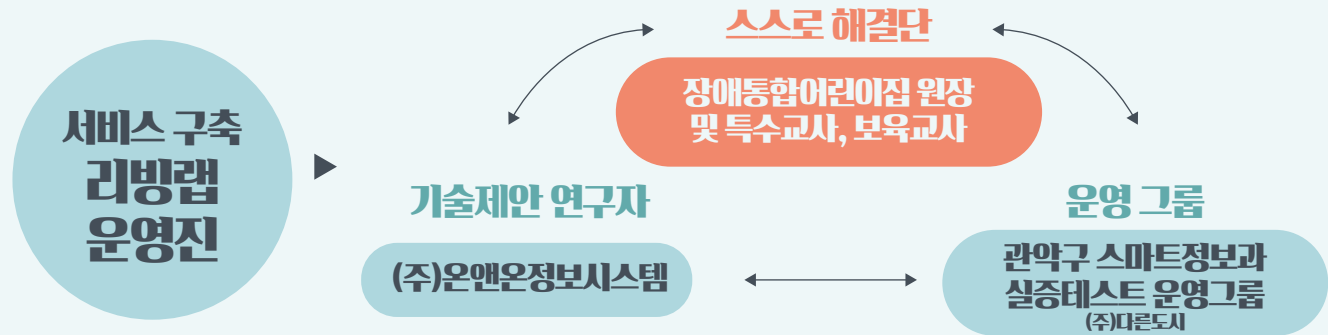 서비스 구축
리빙랩
운영진
스스로 해결단
장애통합어린이집 원장
및 특수교사, 보육교사
기술제안 연구자
(주)온앤온정보시스템
운영 그룹
관악구 스마트정보과
실증테스트 운영그룹
(주)다른도시